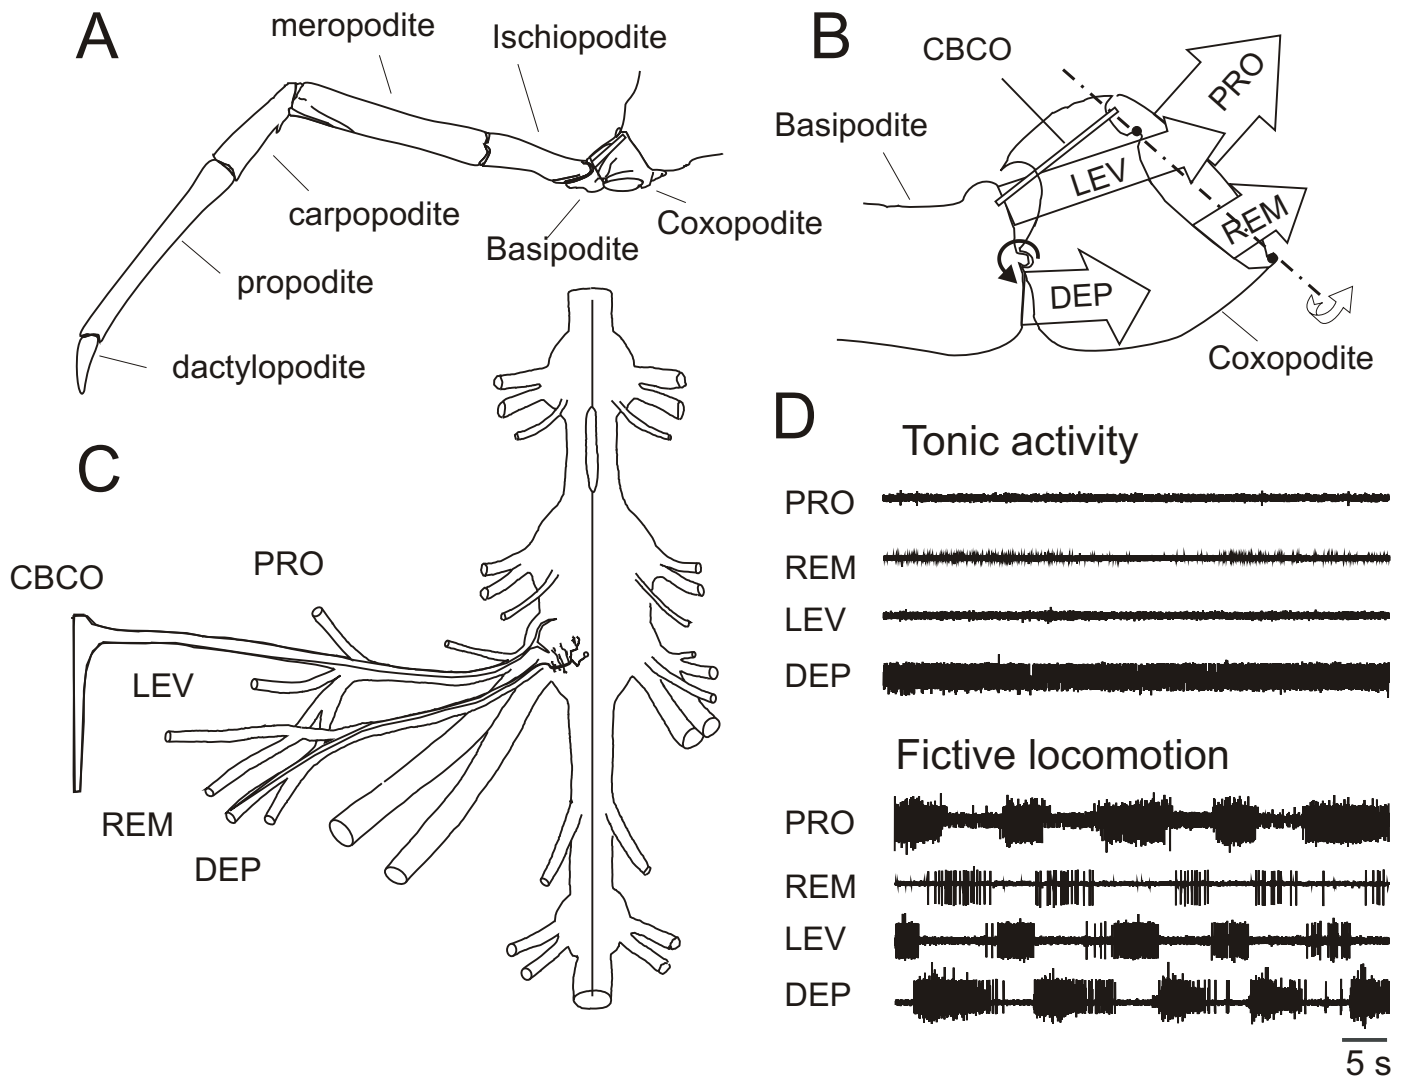 A
meropodite
Ischiopodite
carpopodite
Basipodite
Coxopodite
propodite
dactylopodite
B
CBCO
PRO
Basipodite
LEV
REM
DEP
Coxopodite
C
CBCO
PRO
LEV
REM
DEP
D
Tonic activity
PRO
REM
LEV
DEP
Fictive locomotion
PRO
REM
LEV
DEP
5 s